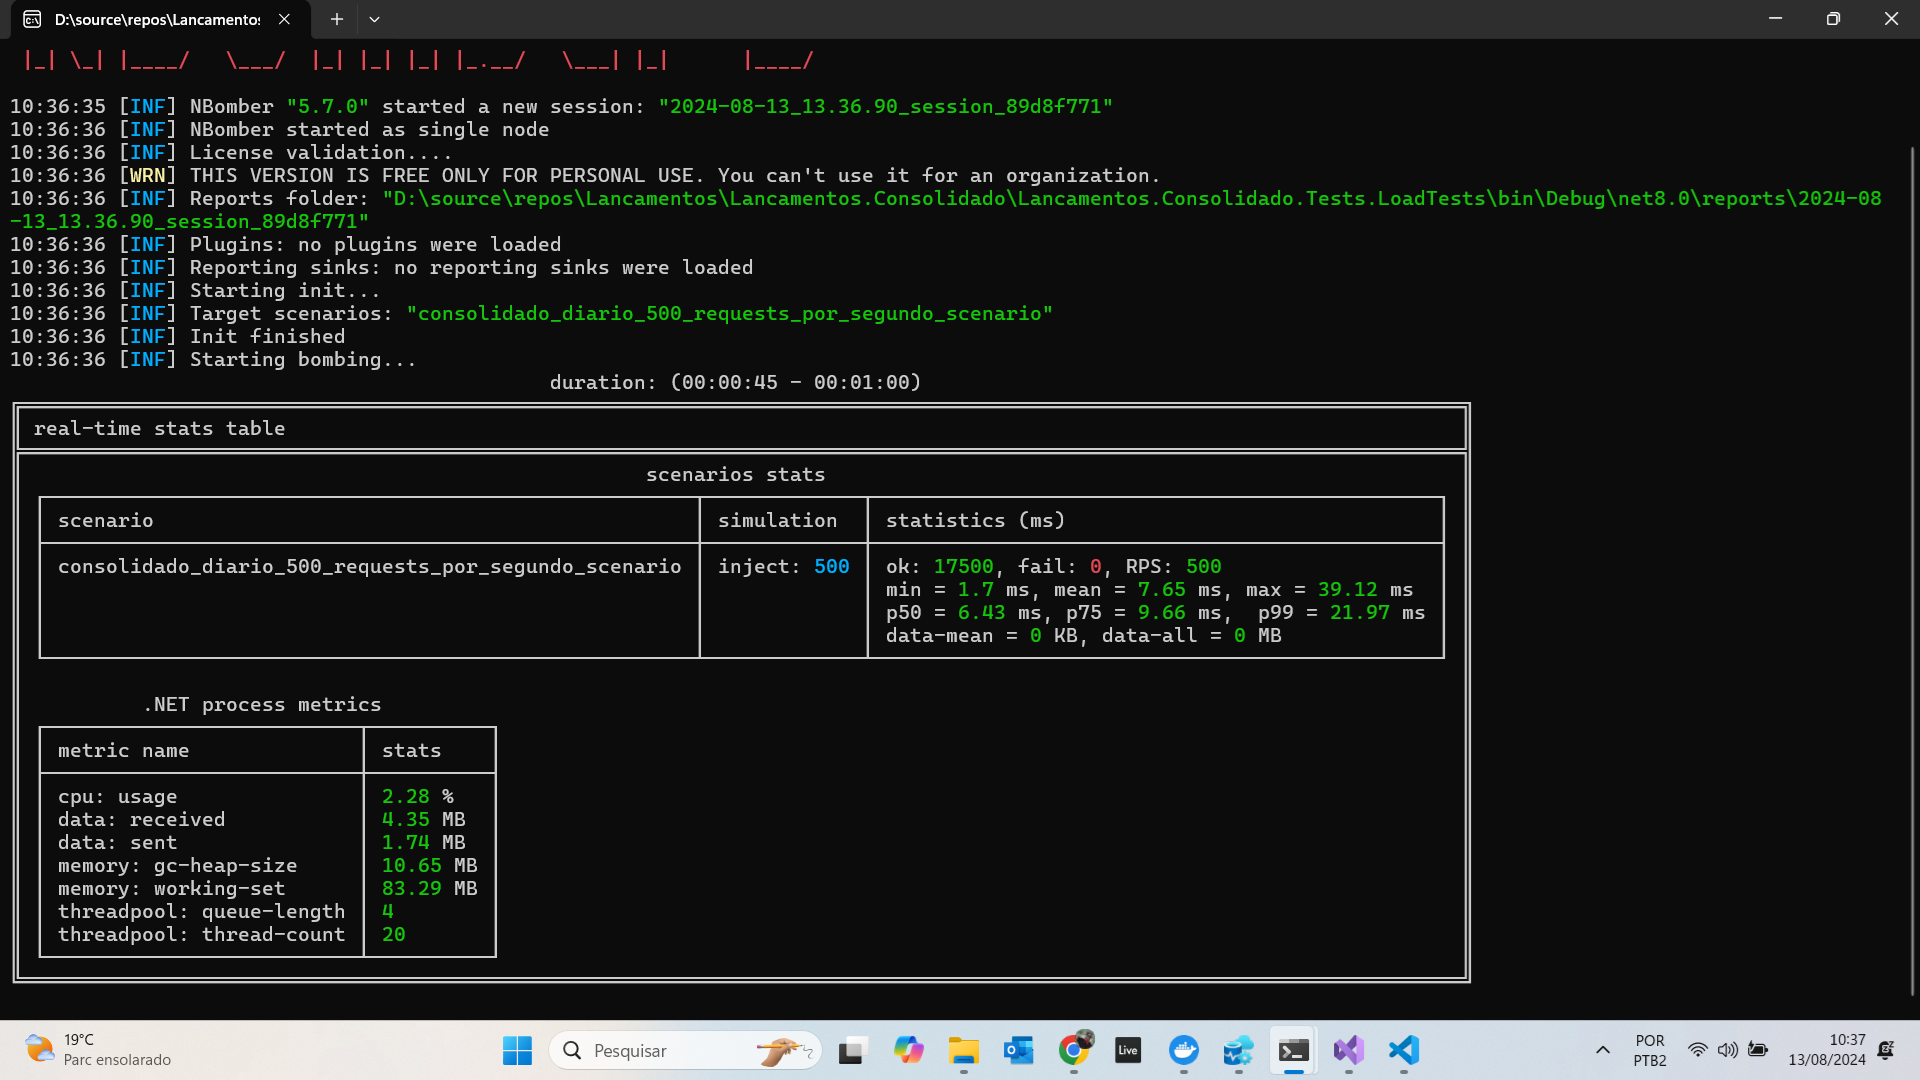 D:\source\repos\Lancamentos
10:36:35 [INF] NBomber "5.7.0" started a new session: "2024-08-13_13.36.90_session_89d8f771"
10:36:36 [INF] NBomber started as single node
10:36:36 [INF] License validation....
10:36:36 [WRN] THIS VERSION IS FREE ONLY FOR PERSONAL USE. You can't use it for an organization.
10:36:36 [INF] Reports folder: "D:\source\repos\Lancamentos\Lancamentos.Consolidado\Lancamentos.Consolidado.Tests.LoadTests\bin\Debug\net8.0\reports\2024-08
-13_13.36.90_session_89d8f771"
10:36:36 [INF] Plugins: no plugins were loaded
10:36:36 [INF] Reporting sinks: no reporting sinks were loaded
10:36:36 [INF] Starting init...
10:36:36 [INF] Target scenarios: "consolidado_diario_500_requests_por_segundo_scenario"
10:36:36 [INF] Init finished
10:36:36 [INF] Starting bombing...
duration: (00:00:45 - 00:01:00)
real-time stats table
scenarios stats
scenario simulation statistics (ms)
consolidado_diario_500_requests_por_segundo_scenario inject: 500 ok: 17500, fail: 0, RPS: 500
min = 1.7 ms, mean = 7.65 ms, max = 39.12 ms
p50 = 6.43 ms, p75 = 9.66 ms, p99 = 21.97 ms
data-mean = 0 KB, data-all = 0 MB
.NET process metrics
metric name stats
cpu: usage 2.28 %
data: received 4.35 MB
data: sent 1.74 MB
memory: gc-heap-size 10.65 MB
memory: working-set 83.29 MB
threadpool: queue-length 4
threadpool: thread-count 20
19°C
Parc ensolarado
Pesquisar
Live
POR
PTB2
10:37
13/08/2024